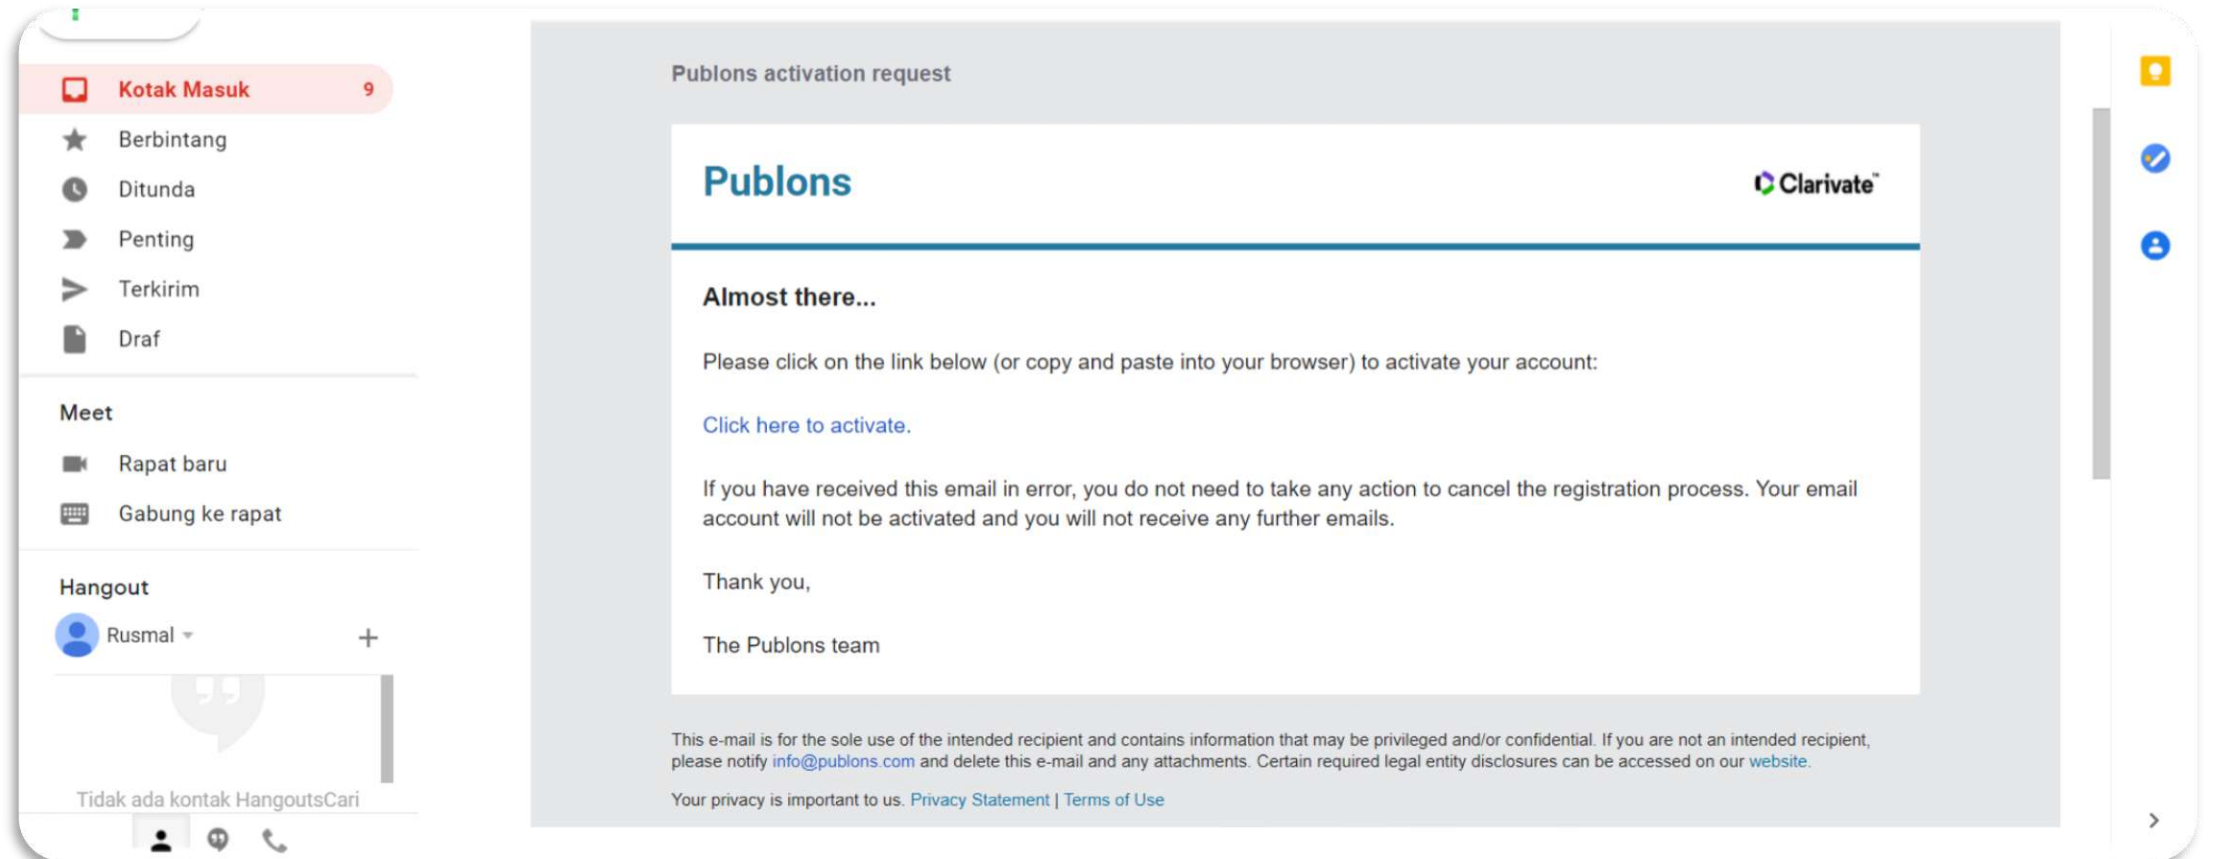 Kotak Masuk 9
Berbintang
Ditunda
Penting
Terkirim
Draf
Meet
Rapat baru
Gabung ke rapat
Hangout
Rusmal
Tidak ada kontak HangoutsCari
Publons activation request
Publons
Clarivate™
Almost there...
Please click on the link below (or copy and paste into your browser) to activate your account:
Click here to activate.
If you have received this email in error, you do not need to take any action to cancel the registration process. Your email
account will not be activated and you will not receive any further emails.
Thank you,
The Publons team
This e-mail is for the sole use of the intended recipient and contains information that may be privileged and/or confidential. If you are not an intended recipient,
please notify info@publons.com and delete this e-mail and any attachments. Certain required legal entity disclosures can be accessed on our website.
Your privacy is important to us. Privacy Statement | Terms of Use